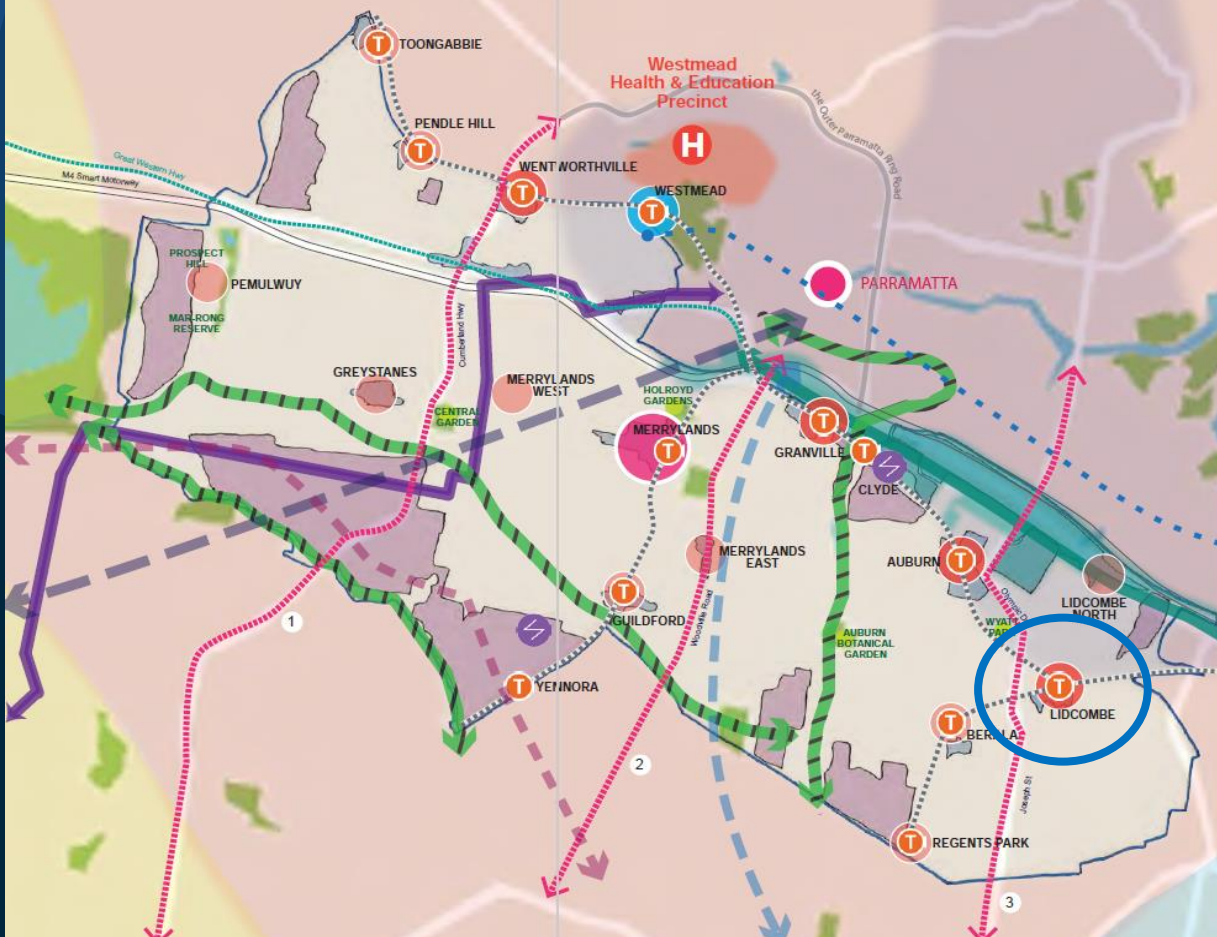 TOONGABBIE
Westmead
Health & Education
Precinct
the Outer Parramatta Ring Road
PENDLE HILL
H
WENTWORTHVILLE
Great Western Hwy
M4 Smart Motorway
WESTMEAD
PROSPECT
HILL
PEMULWUY
PARRAMATTA
MAR-RONG
RESERVE
Cumberland Hwy
GREYSTANES
MERRYLANDS
WEST
HOLROYD
GARDENS
CENTRAL
GARDEN
MERRYLANDS
GRANVILLE
CLYDE
MERRYLANDS
EAST
AUBURN
LIDCOMBE
NORTH
Olympic
1
GUILDFORD
Woodville Road
WYATT
PARK
AUBURN
BOTANICAL
GARDEN
YENNORA
LIDCOMBE
BERALA
2
Joseph St
REGENTS PARK
3
T
T
T
T
T
T
T
T
T
T
T
T
T